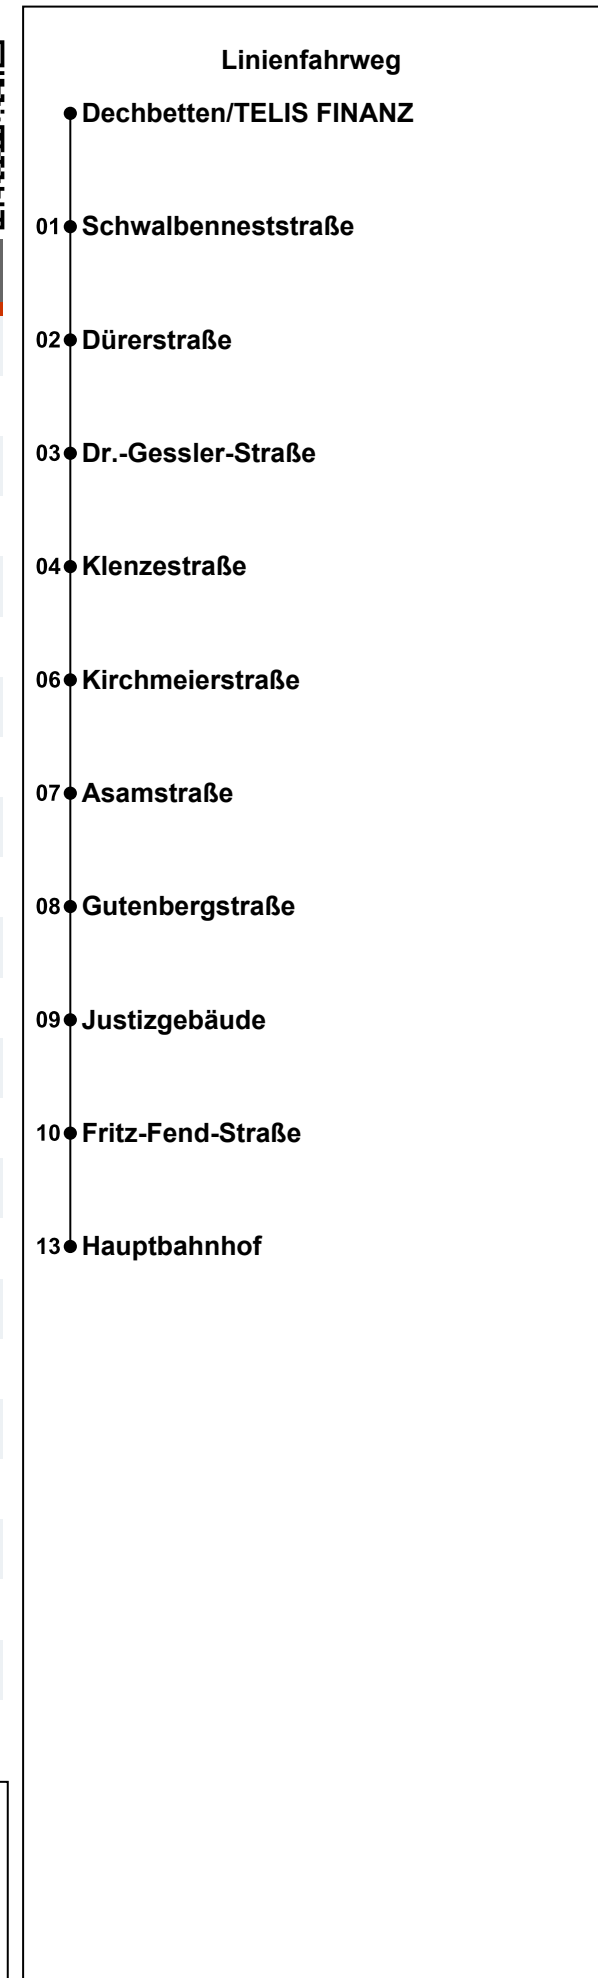 Linienfahrweg
Dechbetten/TELIS FINANZ
01 Schwalbenneststraße
02 Dürerstraße
03 Dr.-Gessler-Straße
04 Klenzestraße
06 Kirchmeierstraße
07 Asamstraße
08 Gutenbergstraße
09 Justizgebäude
10 Fritz-Fend-Straße
13 Hauptbahnhof